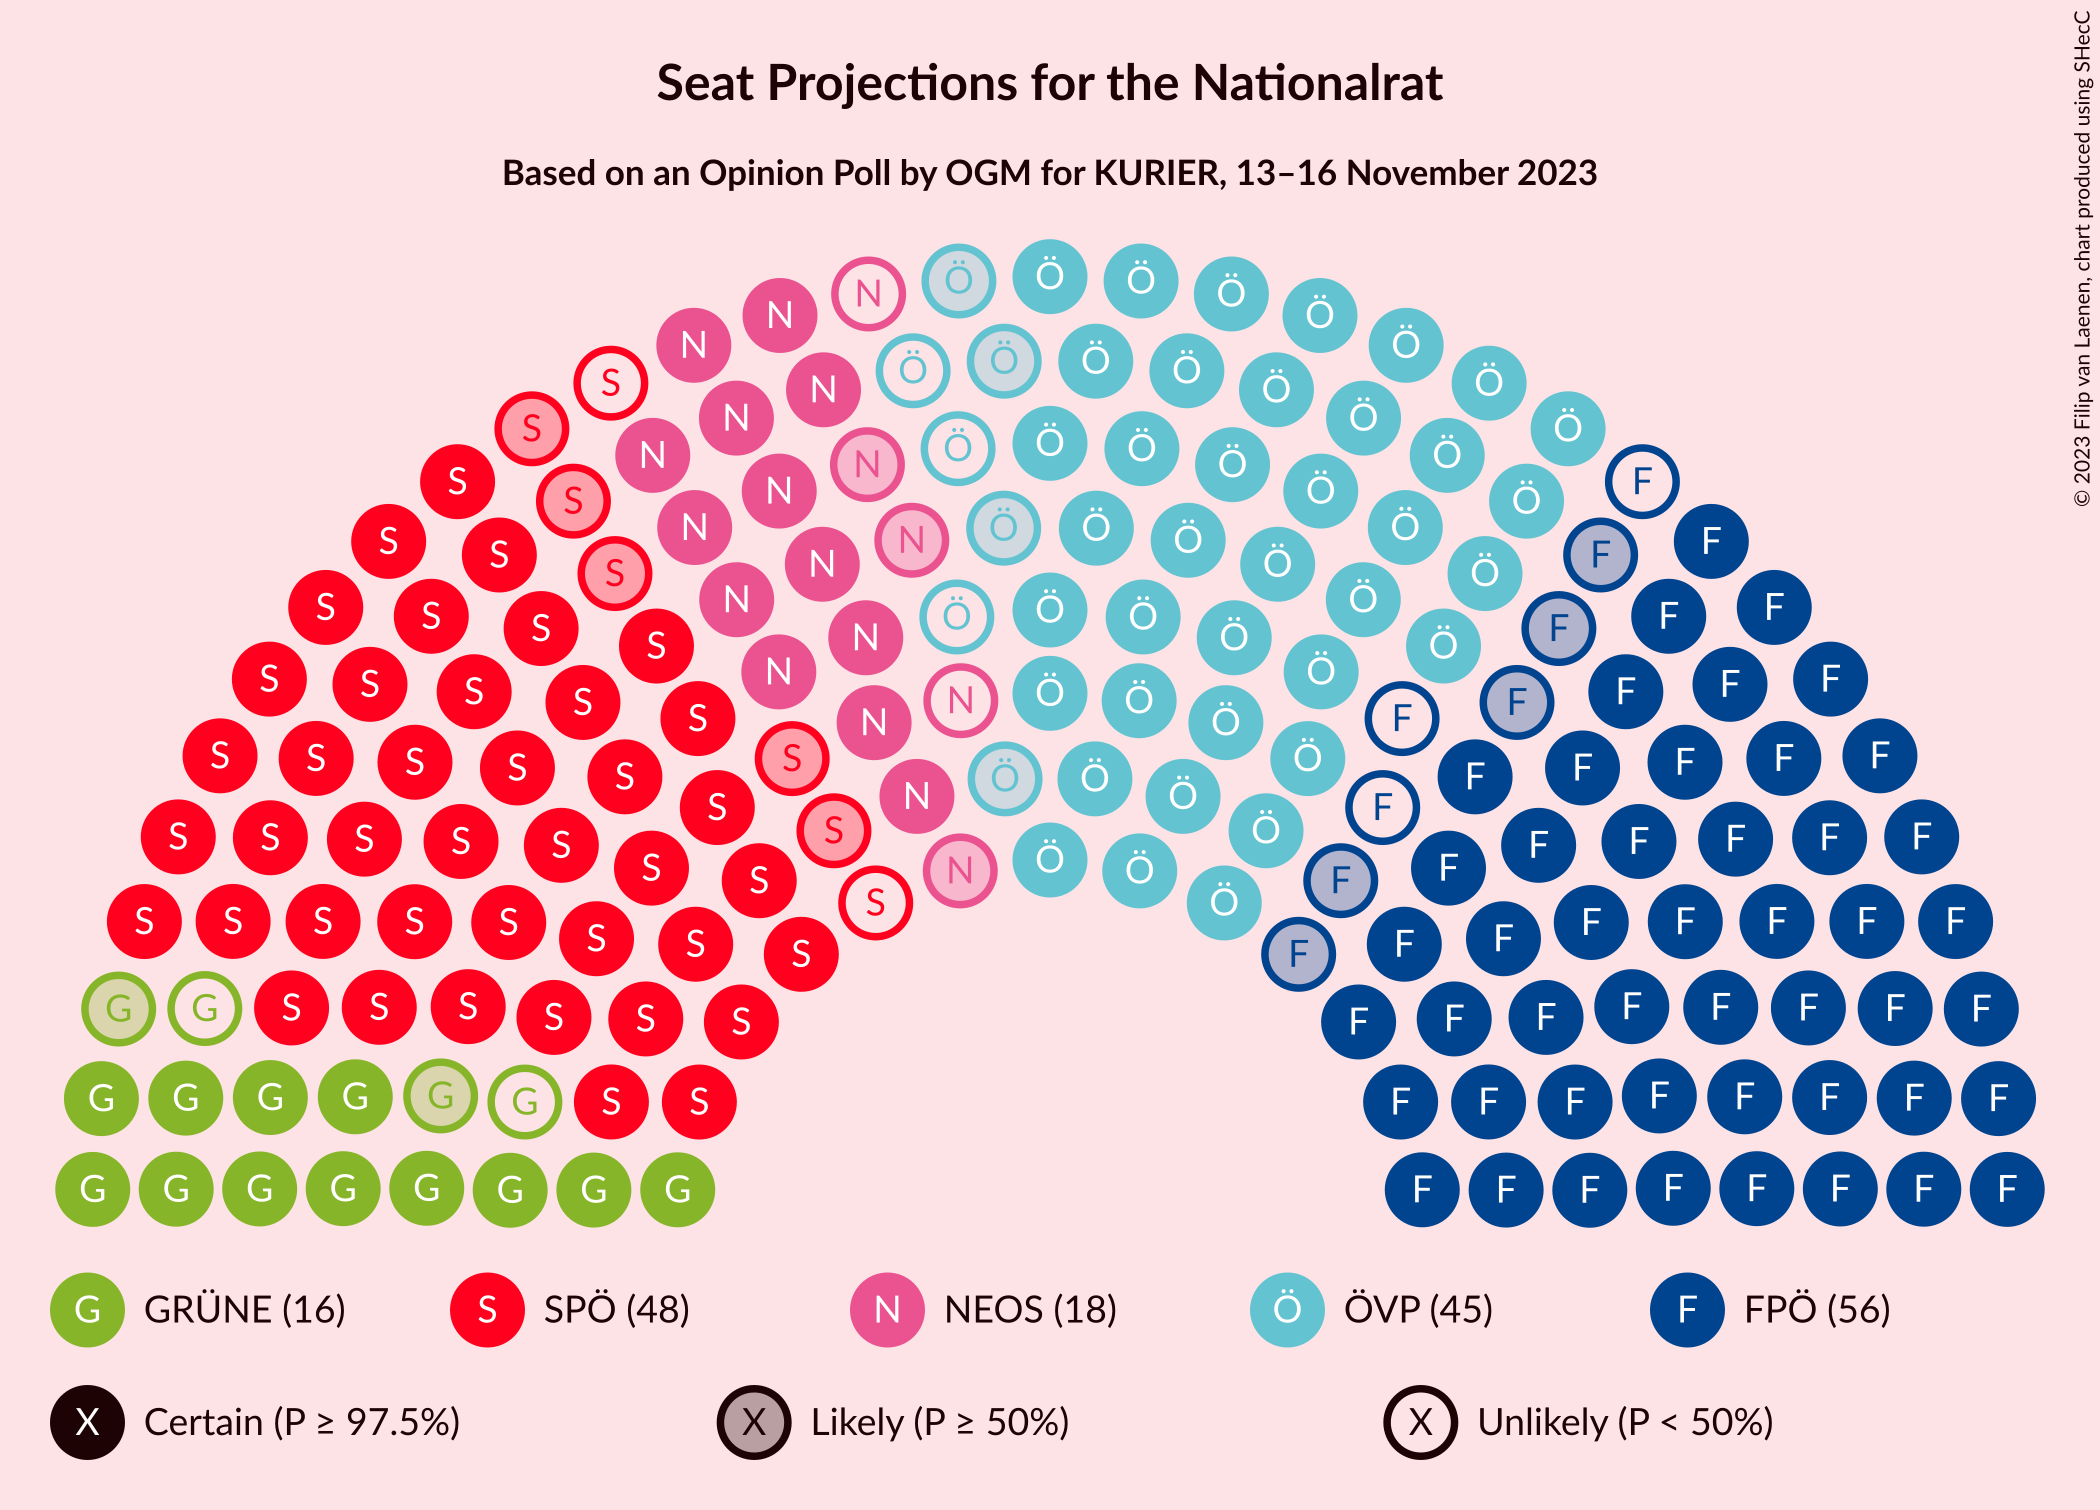 Seat Projections for the Nationalrat
Based on an Opinion Poll by OGM for KURIER, 13–16 November 2023
© 2023 Filip van Laenen, chart produced using SHecC
N Ö Ö Ö Ö Ö
N N Ö Ö Ö
S N N Ö Ö Ö Ö Ö Ö Ö
S N Ö Ö Ö Ö Ö Ö Ö
S S N N N Ö Ö Ö Ö F
S S N N Ö Ö Ö Ö Ö F F
S S S N N Ö Ö Ö Ö Ö F F F
S S S S N N Ö Ö Ö Ö Ö F F F
S S S S S N N Ö Ö Ö Ö F F F F F
S S S S S S N Ö Ö Ö Ö F F F F F
S S S S S S S N Ö Ö Ö F F F F F F
S S S S S S S S N Ö Ö F F F F F F F
S S S S S S S S S Ö F F F F F F F
G G S S S S S S F F F F F F F F
G G G G G G S S F F F F F F F F
G G G G G G G G F F F F F F F F
G GRÜNE (16) S SPÖ (48) N NEOS (18) Ö ÖVP (45) F FPÖ (56)
X Certain (P ≥ 97.5%) X Likely (P ≥ 50%) X Unlikely (P < 50%)